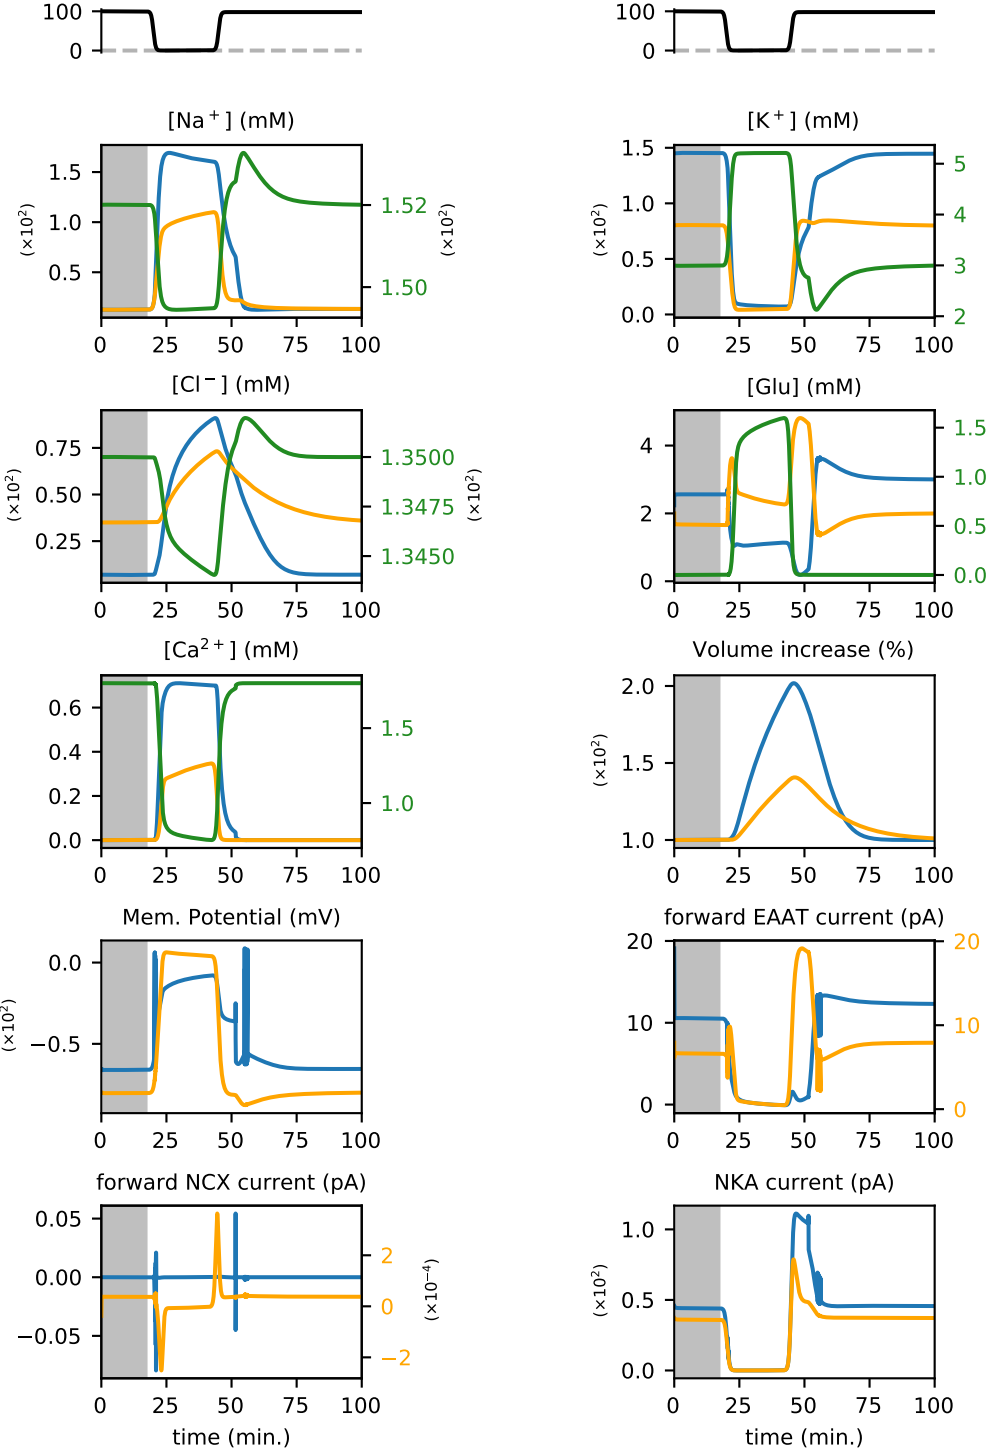 100 100
0 0
[Na⁺] (mM) [K⁺] (mM)
1.5 1.0 0.5 (×10²) 1.52 1.50 (×10²)
1.5 1.0 0.5 0.0 (×10²) 5 4 3 2
0 25 50 75 100 0 25 50 75 100
[Cl⁻] (mM) [Glu] (mM)
0.75 0.50 0.25 (×10²) 1.3500 1.3475 1.3450 (×10²)
4 2 0 1.5 1.0 0.5 0.0
0 25 50 75 100 0 25 50 75 100
[Ca²⁺] (mM) Volume increase (%)
0.6 0.4 0.2 0.0 1.5 1.0
2.0 1.5 1.0 (×10²)
0 25 50 75 100 0 25 50 75 100
Mem. Potential (mV) forward EAAT current (pA)
0.0 −0.5 (×10²)
20 10 0 20 10 0
0 25 50 75 100 0 25 50 75 100
forward NCX current (pA) NKA current (pA)
0.05 0.00 −0.05 2 0 −2 (×10⁻⁴)
1.0 0.5 0.0 (×10²)
0 25 50 75 100 0 25 50 75 100
time (min.) time (min.)